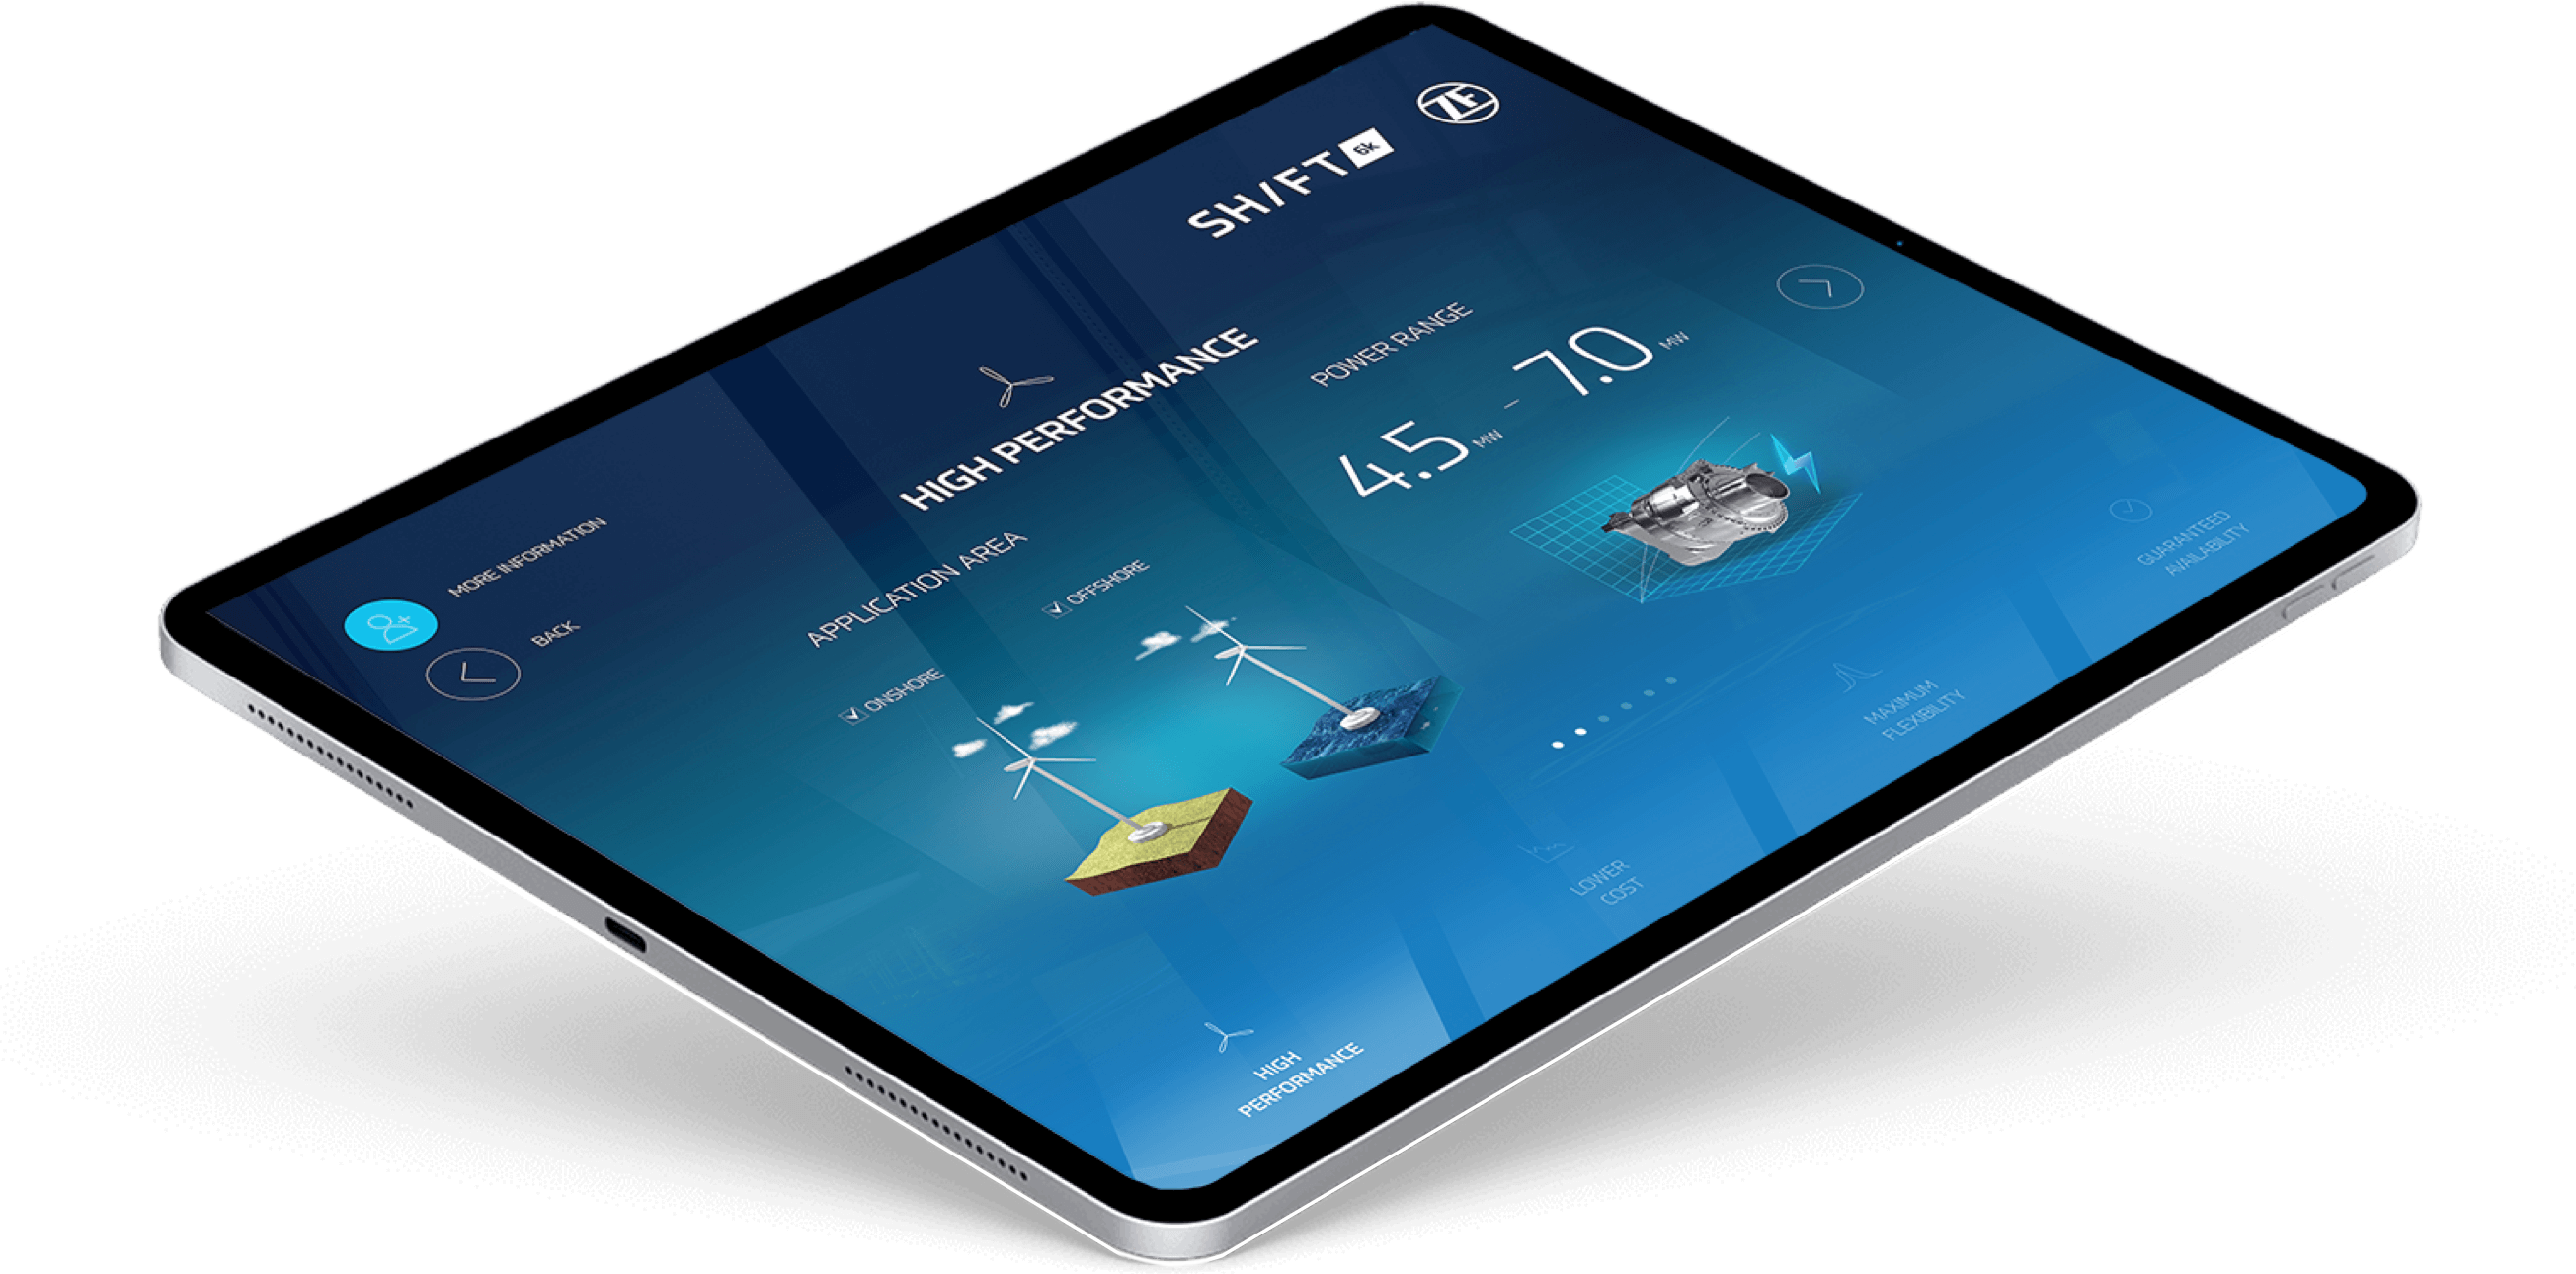 ZF
SH/FT 6k
MORE INFORMATION
BACK
HIGH PERFORMANCE
APPLICATION AREA
ONSHORE
OFFSHORE
POWER RANGE
4.5 MW - 7.0 MW
HIGH
PERFORMANCE
LOWER
COST
MAXIMUM
FLEXIBILITY
GUARANTEED
AVAILABILITY